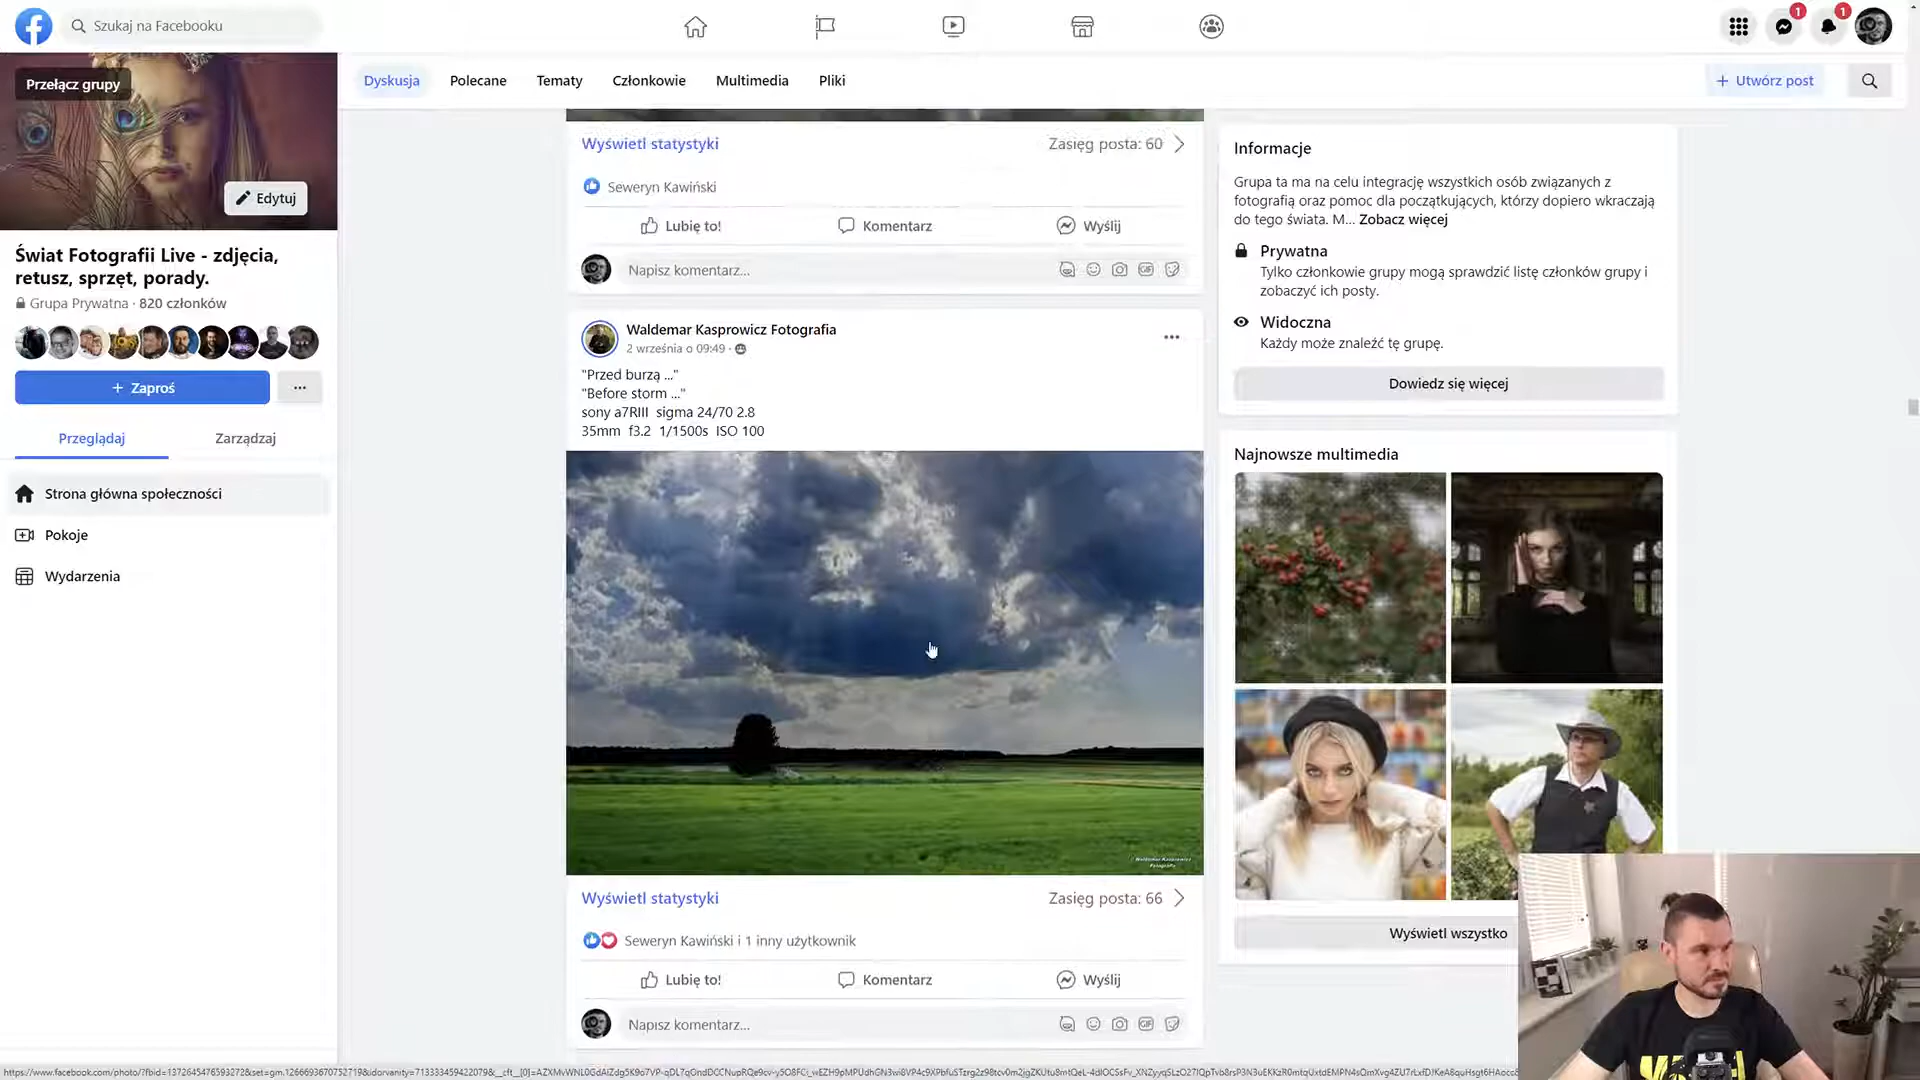 Szukaj na Facebooku
1
1
Przełącz grupy
Edytuj
Świat Fotografii Live - zdjęcia,
retusz, sprzęt, porady.
Grupa Prywatna · 820 członków
+ Zaproś
Przeglądaj
Zarządzaj
Strona główna społeczności
Pokoje
Wydarzenia
Dyskusja
Polecane
Tematy
Członkowie
Multimedia
Pliki
+ Utwórz post
Wyświetl statystyki
Zasięg posta: 60
Seweryn Kawiński
Lubię to!
Komentarz
Wyślij
Napisz komentarz...
GIF
Waldemar Kasprowicz Fotografia
2 września o 09:49 ·
"Przed burzą ..."
"Before storm ..."
sony a7RIII sigma 24/70 2.8
35mm f3.2 1/1500s ISO 100
Waldemar Kasprowicz
Fotografia
Wyświetl statystyki
Zasięg posta: 66
Seweryn Kawiński i 1 inny użytkownik
Lubię to!
Komentarz
Wyślij
Napisz komentarz...
GIF
Informacje
Grupa ta ma na celu integrację wszystkich osób związanych z
fotografią oraz pomoc dla początkujących, którzy dopiero wkraczają
do tego świata. M... Zobacz więcej
Prywatna
Tylko członkowie grupy mogą sprawdzić listę członków grupy i
zobaczyć ich posty.
Widoczna
Każdy może znaleźć tę grupę.
Dowiedz się więcej
Najnowsze multimedia
Wyświetl wszystko